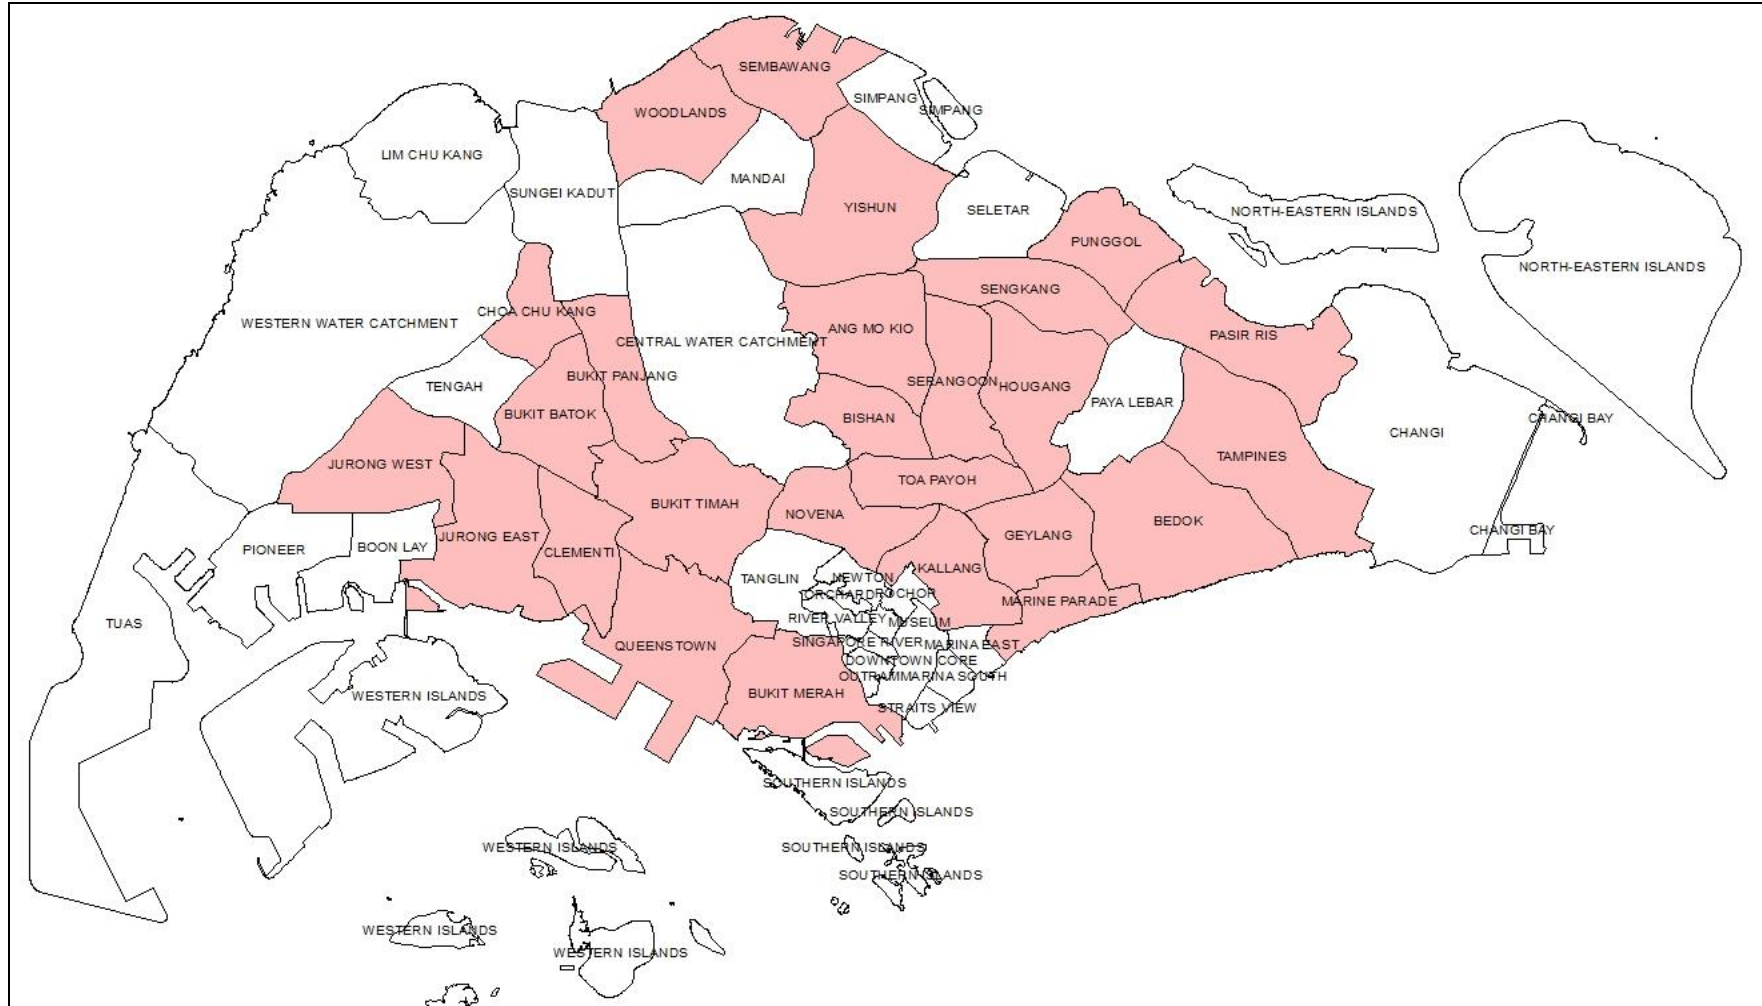 SEMBAWANG
SIMPANG
SIMPANG
WOODLANDS
LIM CHU KANG
MANDAI
SUNGEI KADUT
YISHUN
SELETAR
NORTH-EASTERN ISLANDS
PUNGGOL
NORTH-EASTERN ISLANDS
SENGKANG
CHOA CHU KANG
WESTERN WATER CATCHMENT
ANG MO KIO
PASIR RIS
CENTRAL WATER CATCHMENT
BUKIT PANJANG
SERANGOON
HOUGANG
TENGAH
PAYA LEBAR
BUKIT BATOK
BISHAN
CHANGI BAY
CHANGI
TAMPINES
JURONG WEST
TOA PAYOH
BUKIT TIMAH
NOVENA
BEDOK
CHANGI BAY
GEYLANG
JURONG EAST
BOON LAY
PIONEER
CLEMENTI
KALLANG
TANGLIN
NEWTON
ORCHARD
ROCHOR
MARINE PARADE
RIVER VALLEY
MUSEUM
TUAS
SINGAPORE RIVER
MARINA EAST
QUEENSTOWN
DOWNTOWN CORE
OUTRAM
MARINA SOUTH
BUKIT MERAH
WESTERN ISLANDS
STRAITS VIEW
SOUTHERN ISLANDS
SOUTHERN ISLANDS
WESTERN ISLANDS
SOUTHERN ISLANDS
SOUTHERN ISLANDS
WESTERN ISLANDS
WESTERN ISLANDS